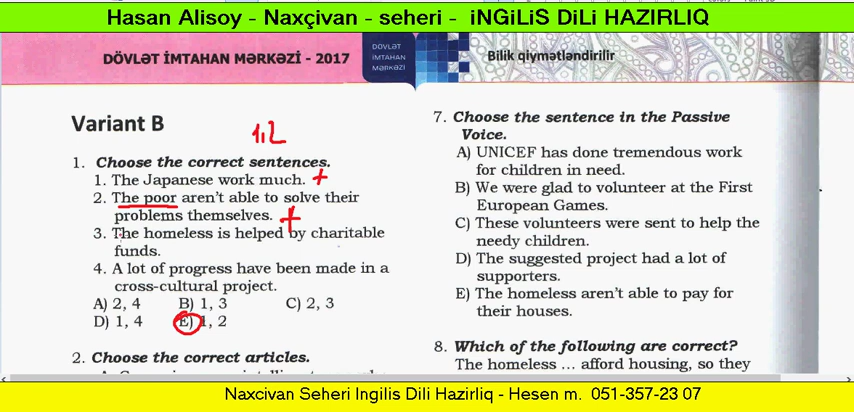 Hasan Alisoy - Naxçivan - seheri -  iNGiLiS DiLi HAZIRLIQ
DÖVLƏT İMTAHAN MƏRKƏZİ - 2017
DÖVLƏT
İMTAHAN
MƏRKƏZİ
Bilik qiymətləndirilir
Variant B
1,2
1. Choose the correct sentences.
1. The Japanese work much. +
2. The poor aren't able to solve their
problems themselves. +
3. The homeless is helped by charitable
funds.
4. A lot of progress have been made in a
cross-cultural project.
A) 2, 4 B) 1, 3 C) 2, 3
D) 1, 4 E) 1, 2
2. Choose the correct articles.
7. Choose the sentence in the Passive
Voice.
A) UNICEF has done tremendous work
for children in need.
B) We were glad to volunteer at the First
European Games.
C) These volunteers were sent to help the
needy children.
D) The suggested project had a lot of
supporters.
E) The homeless aren't able to pay for
their houses.
8. Which of the following are correct?
The homeless ... afford housing, so they
Naxcivan Seheri Ingilis Dili Hazirliq - Hesen m.  051-357-23 07